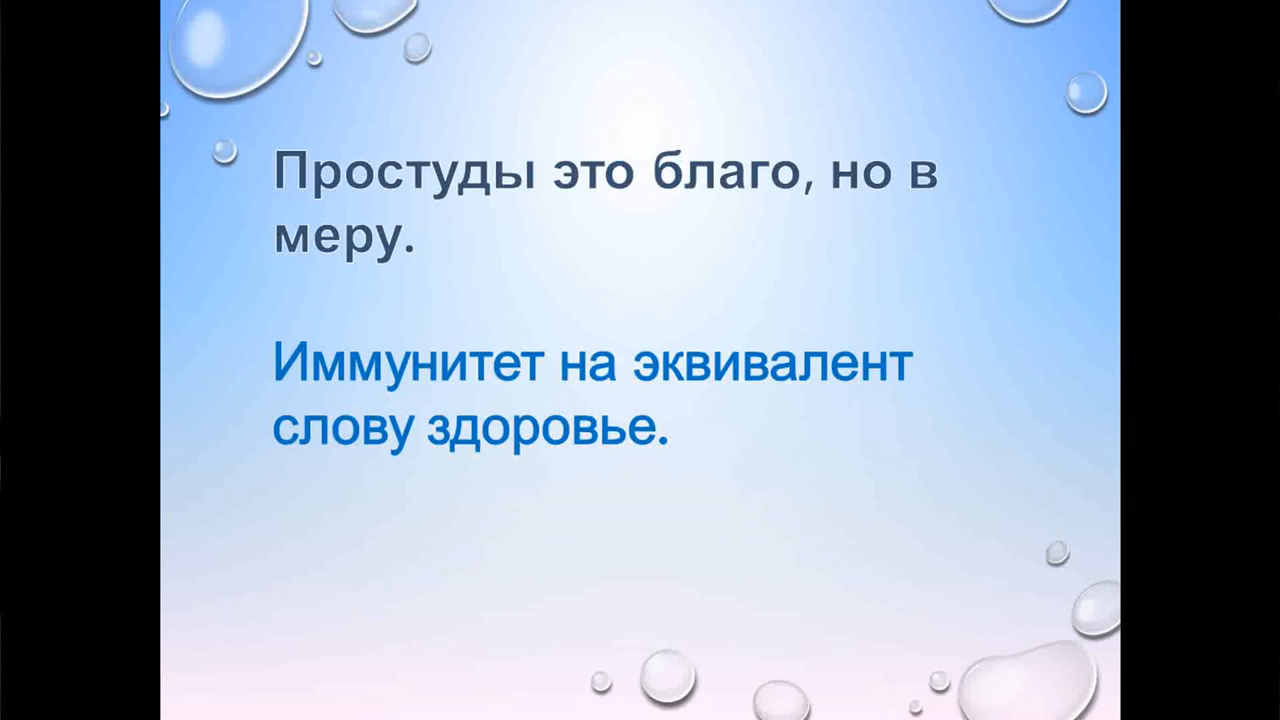 Простуды это благо, но в
меру.
Иммунитет на эквивалент
слову здоровье.